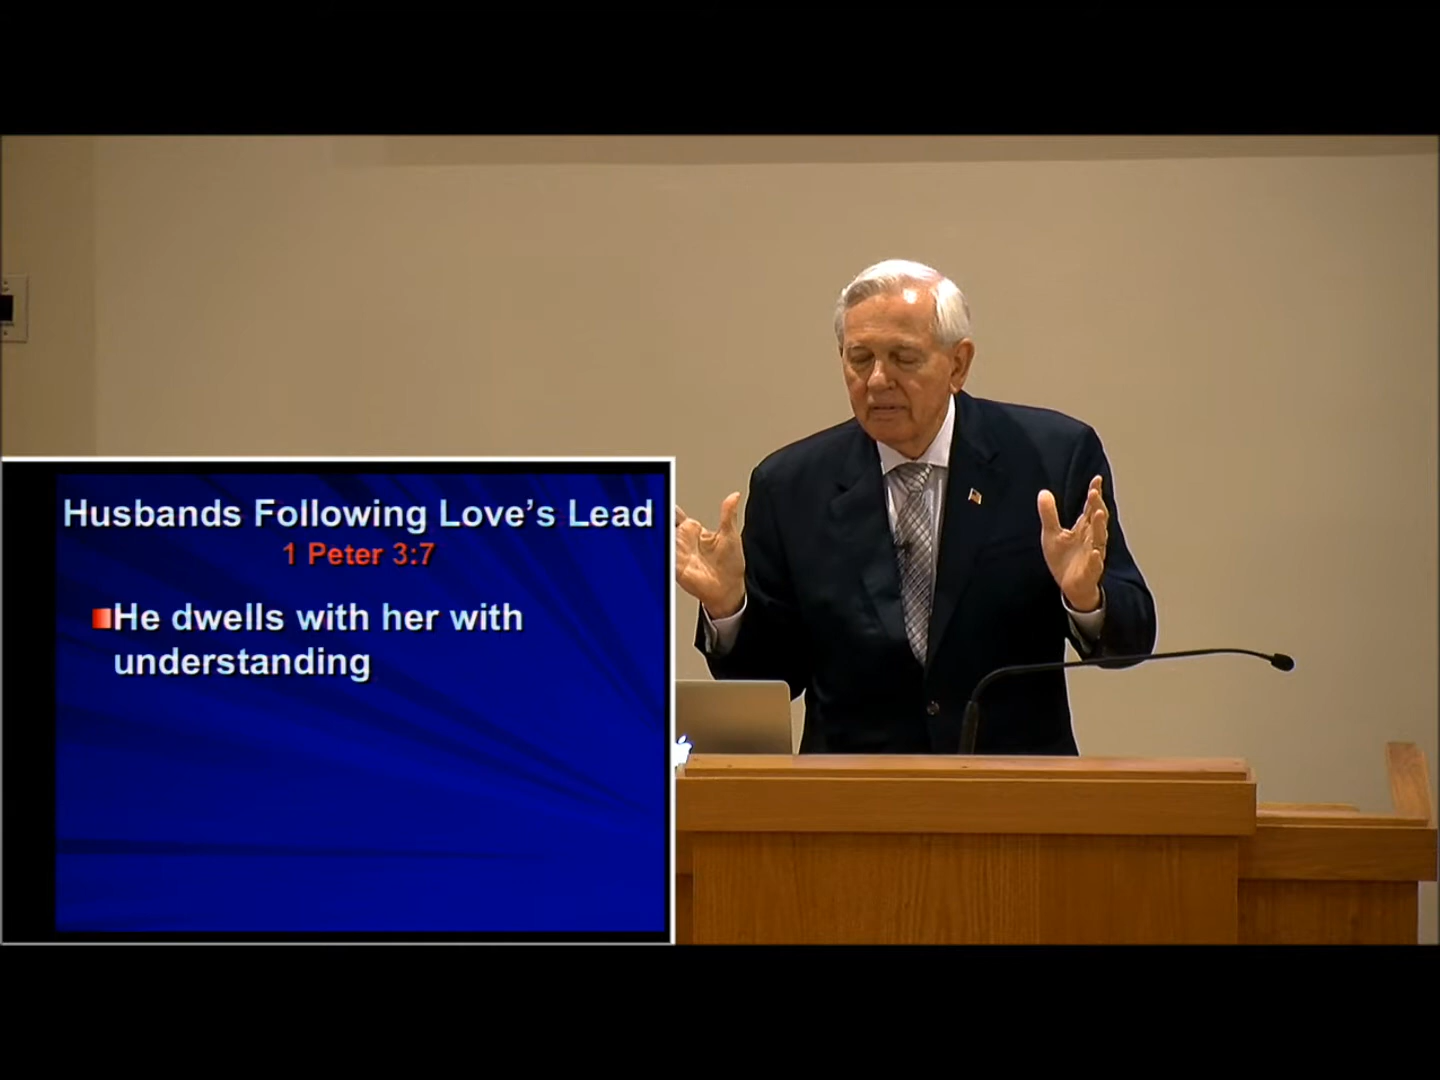 Husbands Following Love's Lead
1 Peter 3:7
He dwells with her with
understanding